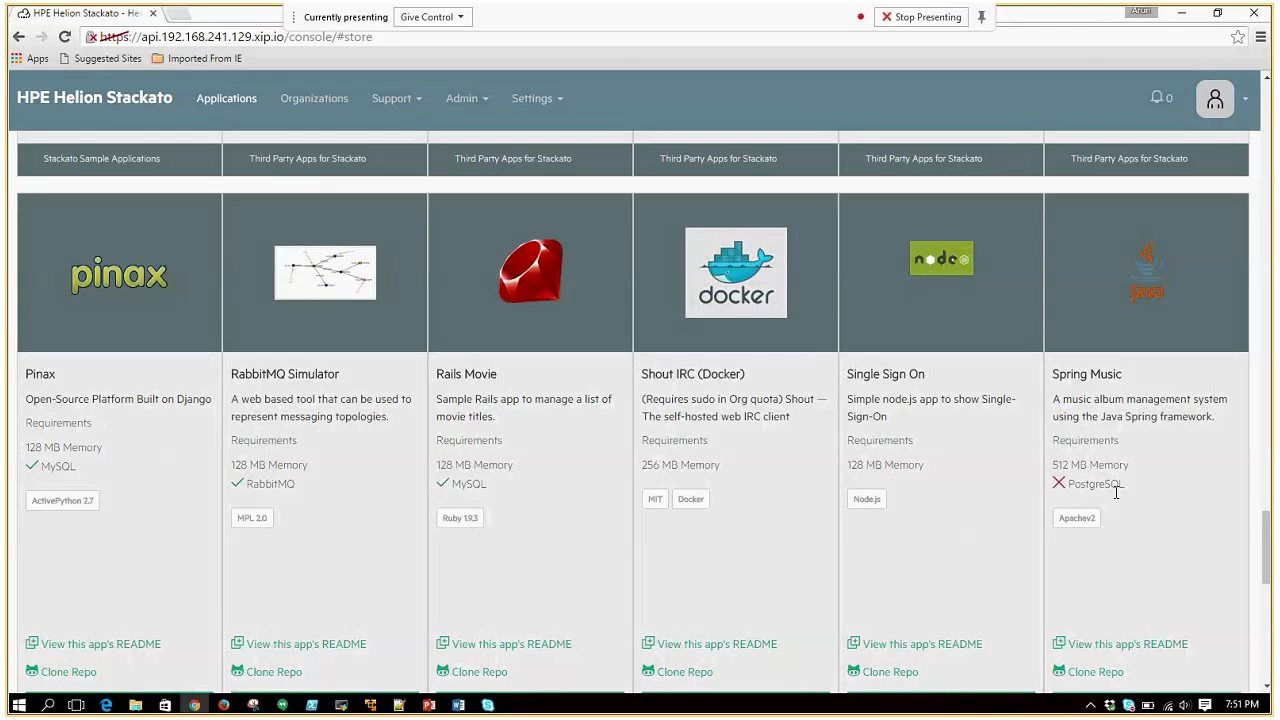 HPE Helion Stackato - He
Currently presenting
Give Control
Stop Presenting
Arun
https://api.192.168.241.129.xip.io/console/#store
Apps
Suggested Sites
Imported From IE
HPE Helion Stackato
Applications
Organizations
Support
Admin
Settings
0
Stackato Sample Applications
Third Party Apps for Stackato
Third Party Apps for Stackato
Third Party Apps for Stackato
Third Party Apps for Stackato
Third Party Apps for Stackato
pinax
docker
node
Java
Pinax
Open-Source Platform Built on Django
Requirements
128 MB Memory
MySQL
ActivePython 2.7
View this app's README
Clone Repo
RabbitMQ Simulator
A web based tool that can be used to
represent messaging topologies.
Requirements
128 MB Memory
RabbitMQ
MPL 2.0
View this app's README
Clone Repo
Rails Movie
Sample Rails app to manage a list of
movie titles.
Requirements
128 MB Memory
MySQL
Ruby 1.9.3
View this app's README
Clone Repo
Shout IRC (Docker)
(Requires sudo in Org quota) Shout —
The self-hosted web IRC client
Requirements
256 MB Memory
MIT
Docker
View this app's README
Clone Repo
Single Sign On
Simple node.js app to show Single-
Sign-On
Requirements
128 MB Memory
Node.js
View this app's README
Clone Repo
Spring Music
A music album management system
using the Java Spring framework.
Requirements
512 MB Memory
PostgreSQL
Apachev2
View this app's README
Clone Repo
7:51 PM